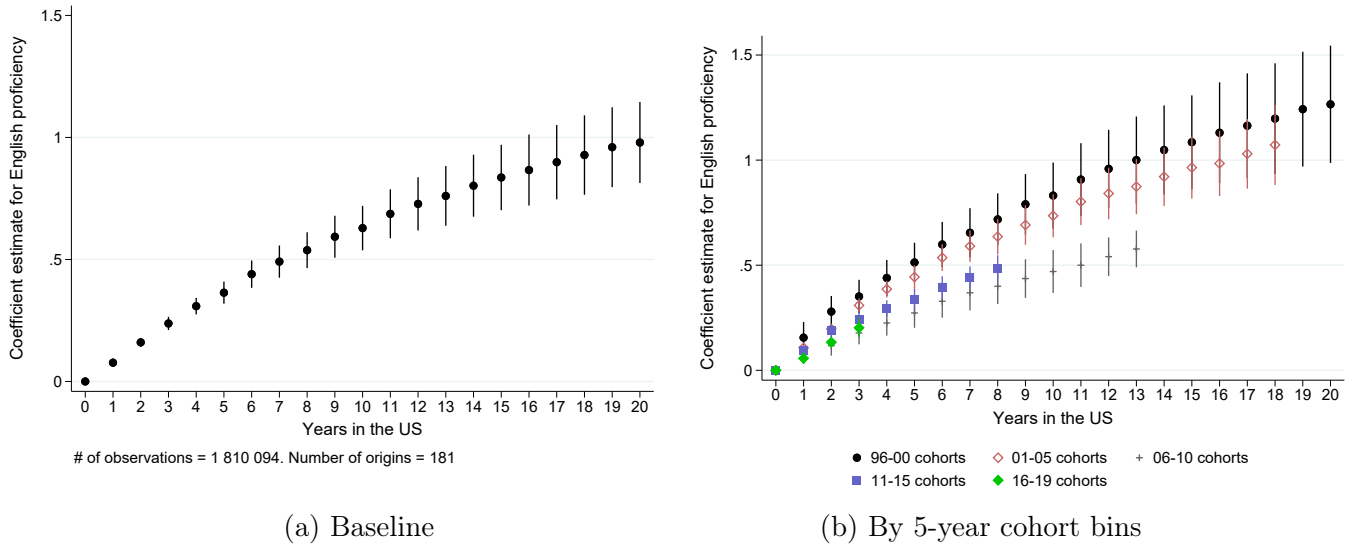 Coefficient estimate for English proficiency
1.5
1
.5
0
0 1 2 3 4 5 6 7 8 9 10 11 12 13 14 15 16 17 18 19 20
Years in the US
# of observations = 1 810 094. Number of origins = 181
(a) Baseline
Coefficient estimate for English proficiency
1.5
1
.5
0
0 1 2 3 4 5 6 7 8 9 10 11 12 13 14 15 16 17 18 19 20
Years in the US
96-00 cohorts 01-05 cohorts 06-10 cohorts
11-15 cohorts 16-19 cohorts
(b) By 5-year cohort bins